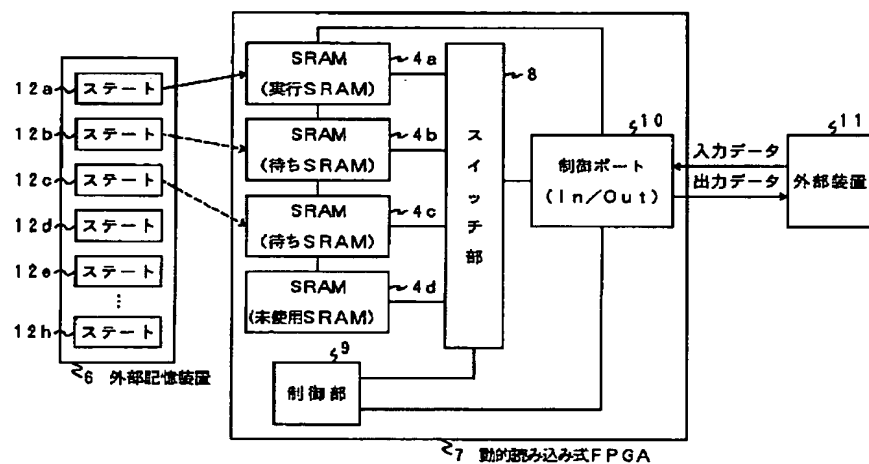 12a ステート
12b ステート
12c ステート
12d ステート
12e ステート
⋮
12h ステート
6 外部記憶装置
SRAM
(実行SRAM)
4a
SRAM
(待ちSRAM)
4b
SRAM
(待ちSRAM)
4c
SRAM
(未使用SRAM)
4d
スイッチ部
8
9
制御部
10
制御ポート
(In/Out)
入力データ
出力データ
11
外部装置
7 動的読み込み式FPGA